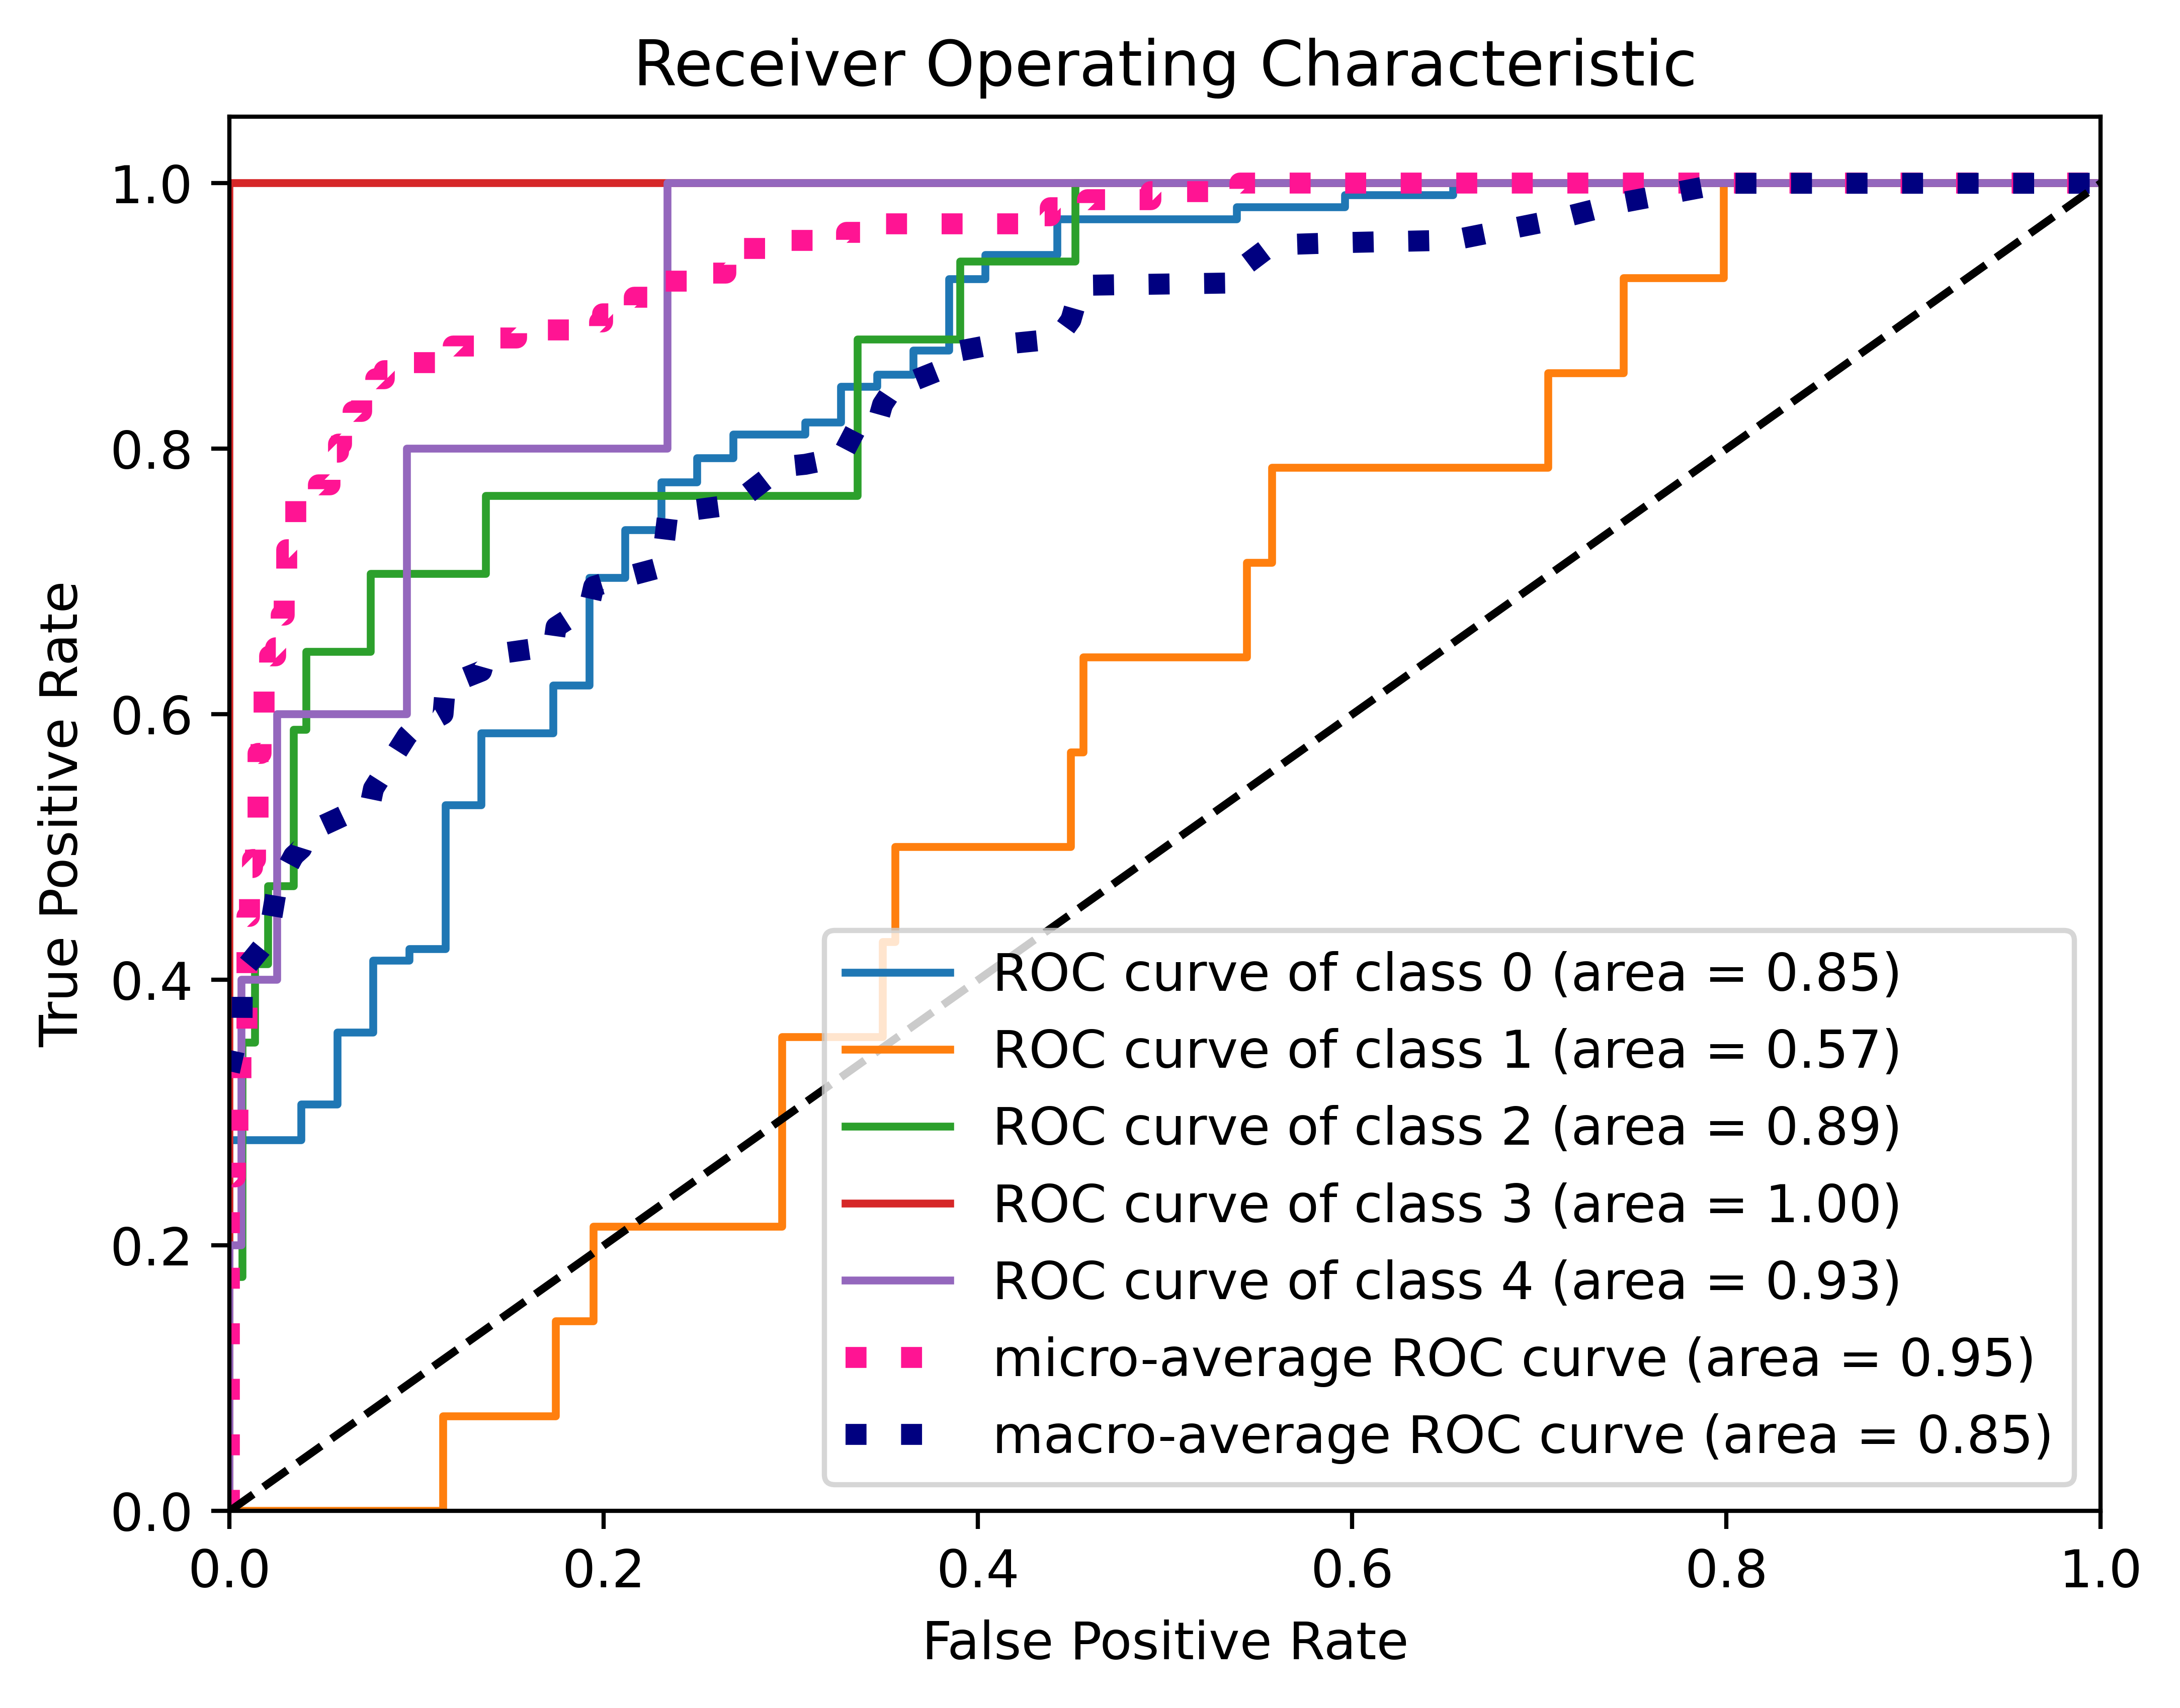 Receiver Operating Characteristic
True Positive Rate
1.0
0.8
0.6
0.4
0.2
0.0
ROC curve of class 0 (area = 0.85)
ROC curve of class 1 (area = 0.57)
ROC curve of class 2 (area = 0.89)
ROC curve of class 3 (area = 1.00)
ROC curve of class 4 (area = 0.93)
micro-average ROC curve (area = 0.95)
macro-average ROC curve (area = 0.85)
0.0 0.2 0.4 0.6 0.8 1.0
False Positive Rate